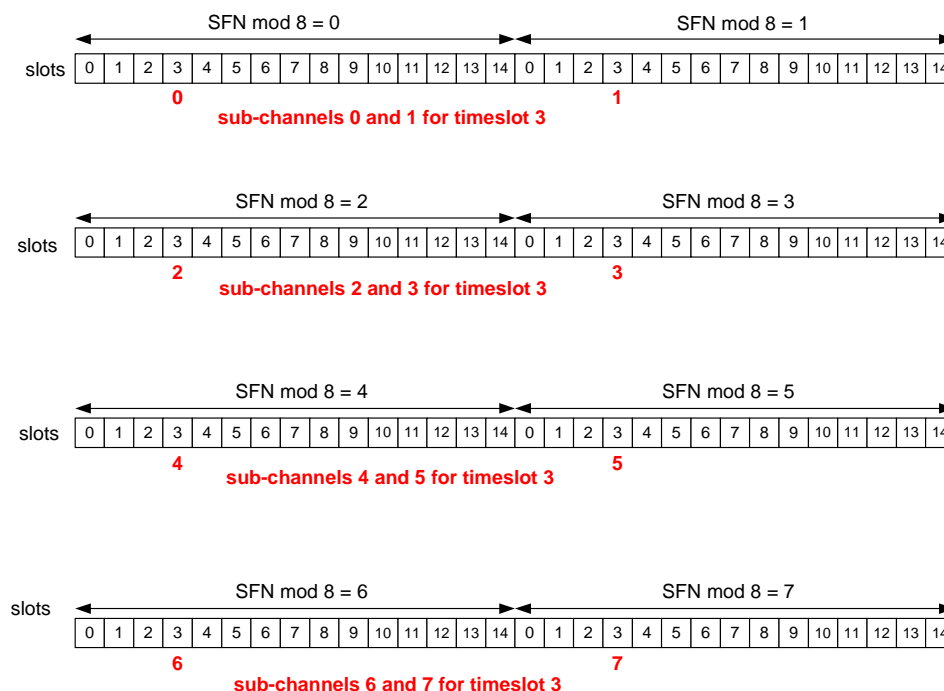 SFN mod 8 = 0 SFN mod 8 = 1
slots 0 1 2 3 4 5 6 7 8 9 10 11 12 13 14 0 1 2 3 4 5 6 7 8 9 10 11 12 13 14
0 1
sub-channels 0 and 1 for timeslot 3
SFN mod 8 = 2 SFN mod 8 = 3
slots 0 1 2 3 4 5 6 7 8 9 10 11 12 13 14 0 1 2 3 4 5 6 7 8 9 10 11 12 13 14
2 3
sub-channels 2 and 3 for timeslot 3
SFN mod 8 = 4 SFN mod 8 = 5
slots 0 1 2 3 4 5 6 7 8 9 10 11 12 13 14 0 1 2 3 4 5 6 7 8 9 10 11 12 13 14
4 5
sub-channels 4 and 5 for timeslot 3
SFN mod 8 = 6 SFN mod 8 = 7
slots
0 1 2 3 4 5 6 7 8 9 10 11 12 13 14 0 1 2 3 4 5 6 7 8 9 10 11 12 13 14
6 7
sub-channels 6 and 7 for timeslot 3